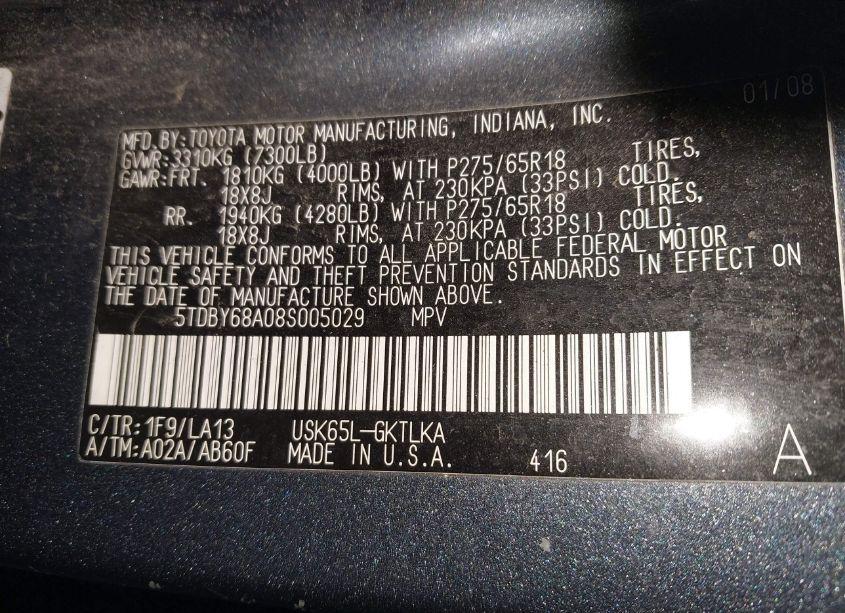 01/08
MFD.BY:TOYOTA MOTOR MANUFACTURING, INDIANA, INC.
GVWR:3310KG (7300LB)
GAWR:FRT. 1810KG (4000LB) WITH P275/65R18 TIRES,
18X8J RIMS, AT 230KPA (33PSI) COLD.
RR. 1940KG (4280LB) WITH P275/65R18 TIRES,
18X8J RIMS, AT 230KPA (33PSI) COLD.
THIS VEHICLE CONFORMS TO ALL APPLICABLE FEDERAL MOTOR
VEHICLE SAFETY AND THEFT PREVENTION STANDARDS IN EFFECT ON
THE DATE OF MANUFACTURE SHOWN ABOVE.
5TDBY68A08S005029 MPV
C/TR:1F9/LA13 USK65L-GKTLKA
A/TM:A02A/AB60F MADE IN U.S.A. 416 A